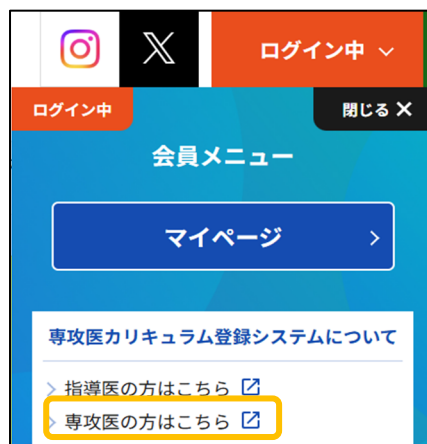 ログイン中
ログイン中
閉じる
会員メニュー
マイページ
専攻医カリキュラム登録システムについて
指導医の方はこちら
専攻医の方はこちら